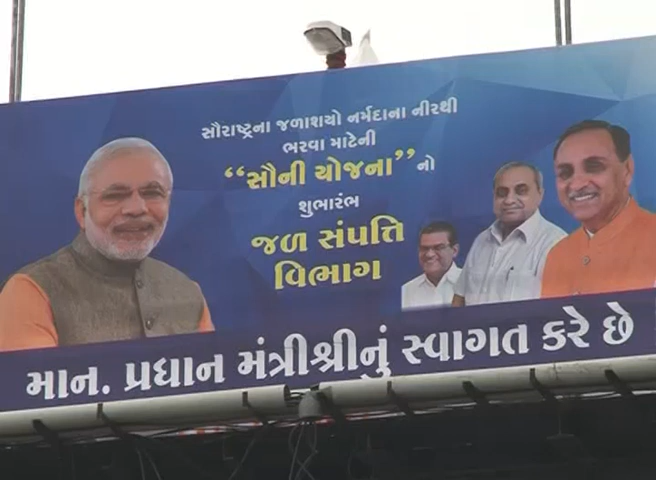 સૌરાષ્ટ્રના જળાશયો નર્મદાના નીરથી
ભરવા માટેની
“સૌની યોજના”નો
શુભારંભ
જળ સંપત્તિ
વિભાગ
માન. પ્રધાન મંત્રીશ્રીનું સ્વાગત કરે છે